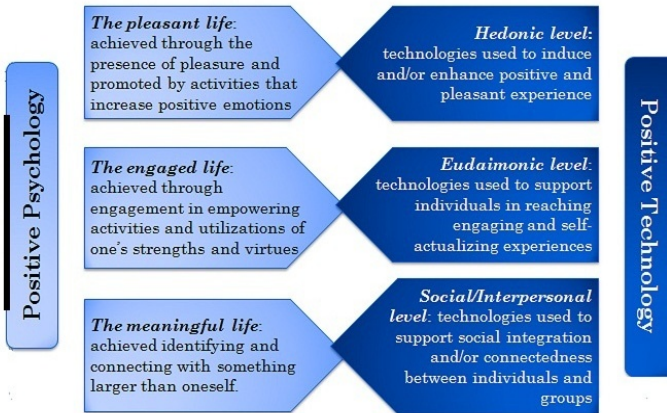 Positive Psychology
The pleasant life:
achieved through the
presence of pleasure and
promoted by activities that
increase positive emotions
Hedonic level:
technologies used to induce
and/or enhance positive and
pleasant experience
The engaged life:
achieved through
engagement in empowering
activities and utilizations of
one's strengths and virtues
Eudaimonic level:
technologies used to support
individuals in reaching
engaging and self-
actualizing experiences
The meaningful life:
achieved identifying and
connecting with something
larger than oneself.
Social/Interpersonal
level: technologies used to
support social integration
and/or connectedness
between individuals and
groups
Positive Technology